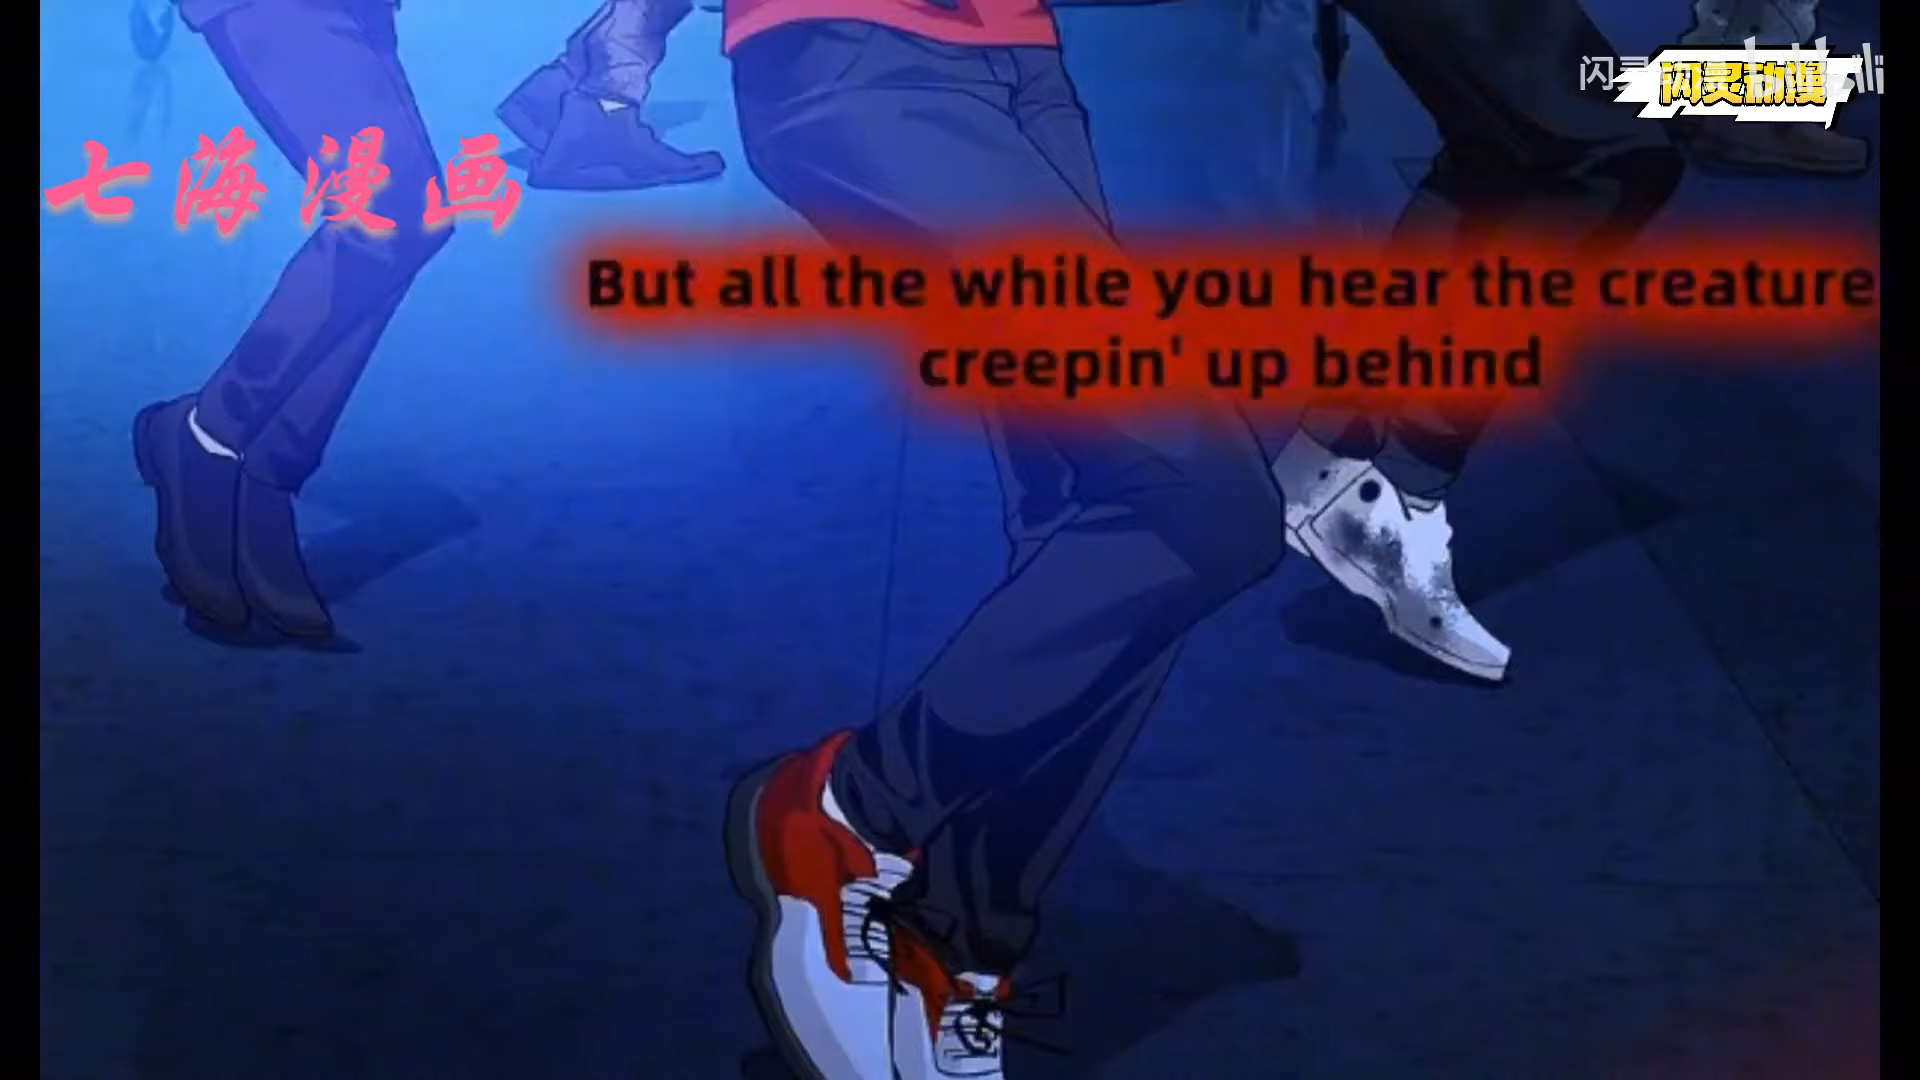 闪灵动漫
七海漫画
But all the while you hear the creature
creepin' up behind